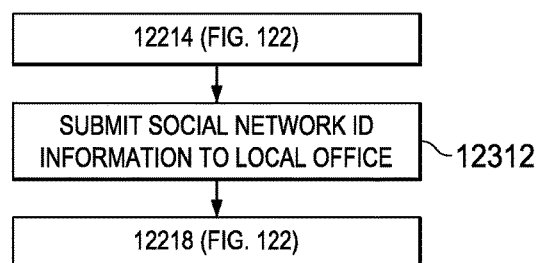 12214 (FIG. 122)
SUBMIT SOCIAL NETWORK ID
INFORMATION TO LOCAL OFFICE
12312
12218 (FIG. 122)